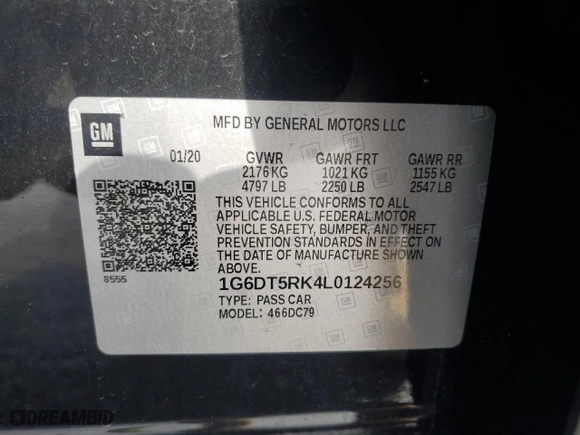 GM
MFD BY GENERAL MOTORS LLC
01/20 GVWR GAWR FRT GAWR RR
2176 KG 1021 KG 1155 KG
4797 LB 2250 LB 2547 LB
THIS VEHICLE CONFORMS TO ALL
APPLICABLE U.S. FEDERAL MOTOR
VEHICLE SAFETY, BUMPER, AND THEFT
PREVENTION STANDARDS IN EFFECT ON
THE DATE OF MANUFACTURE SHOWN
ABOVE.
8555
1G6DT5RK4L0124256
TYPE: PASS CAR
MODEL: 466DC79
DREAMBID